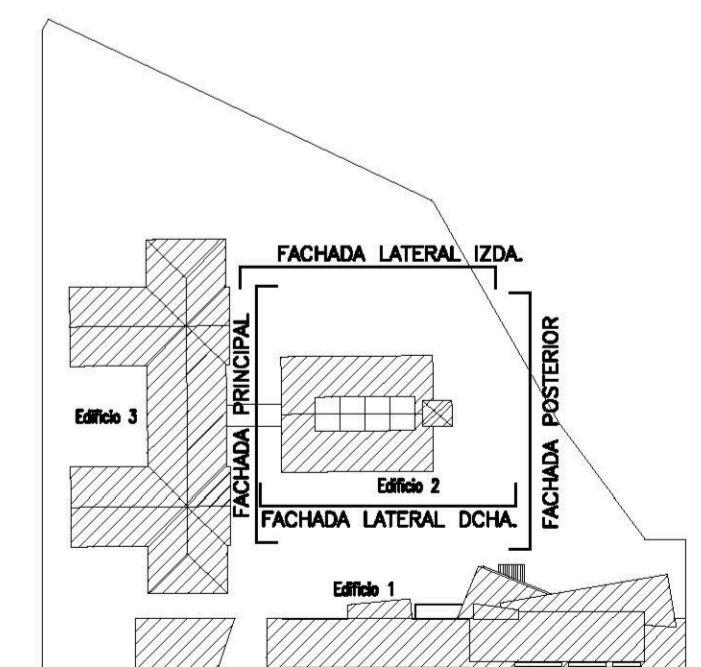 FACHADA LATERAL IZDA.
FACHADA PRINCIPAL
FACHADA POSTERIOR
Edificio 3
Edificio 2
FACHADA LATERAL DCHA.
Edificio 1